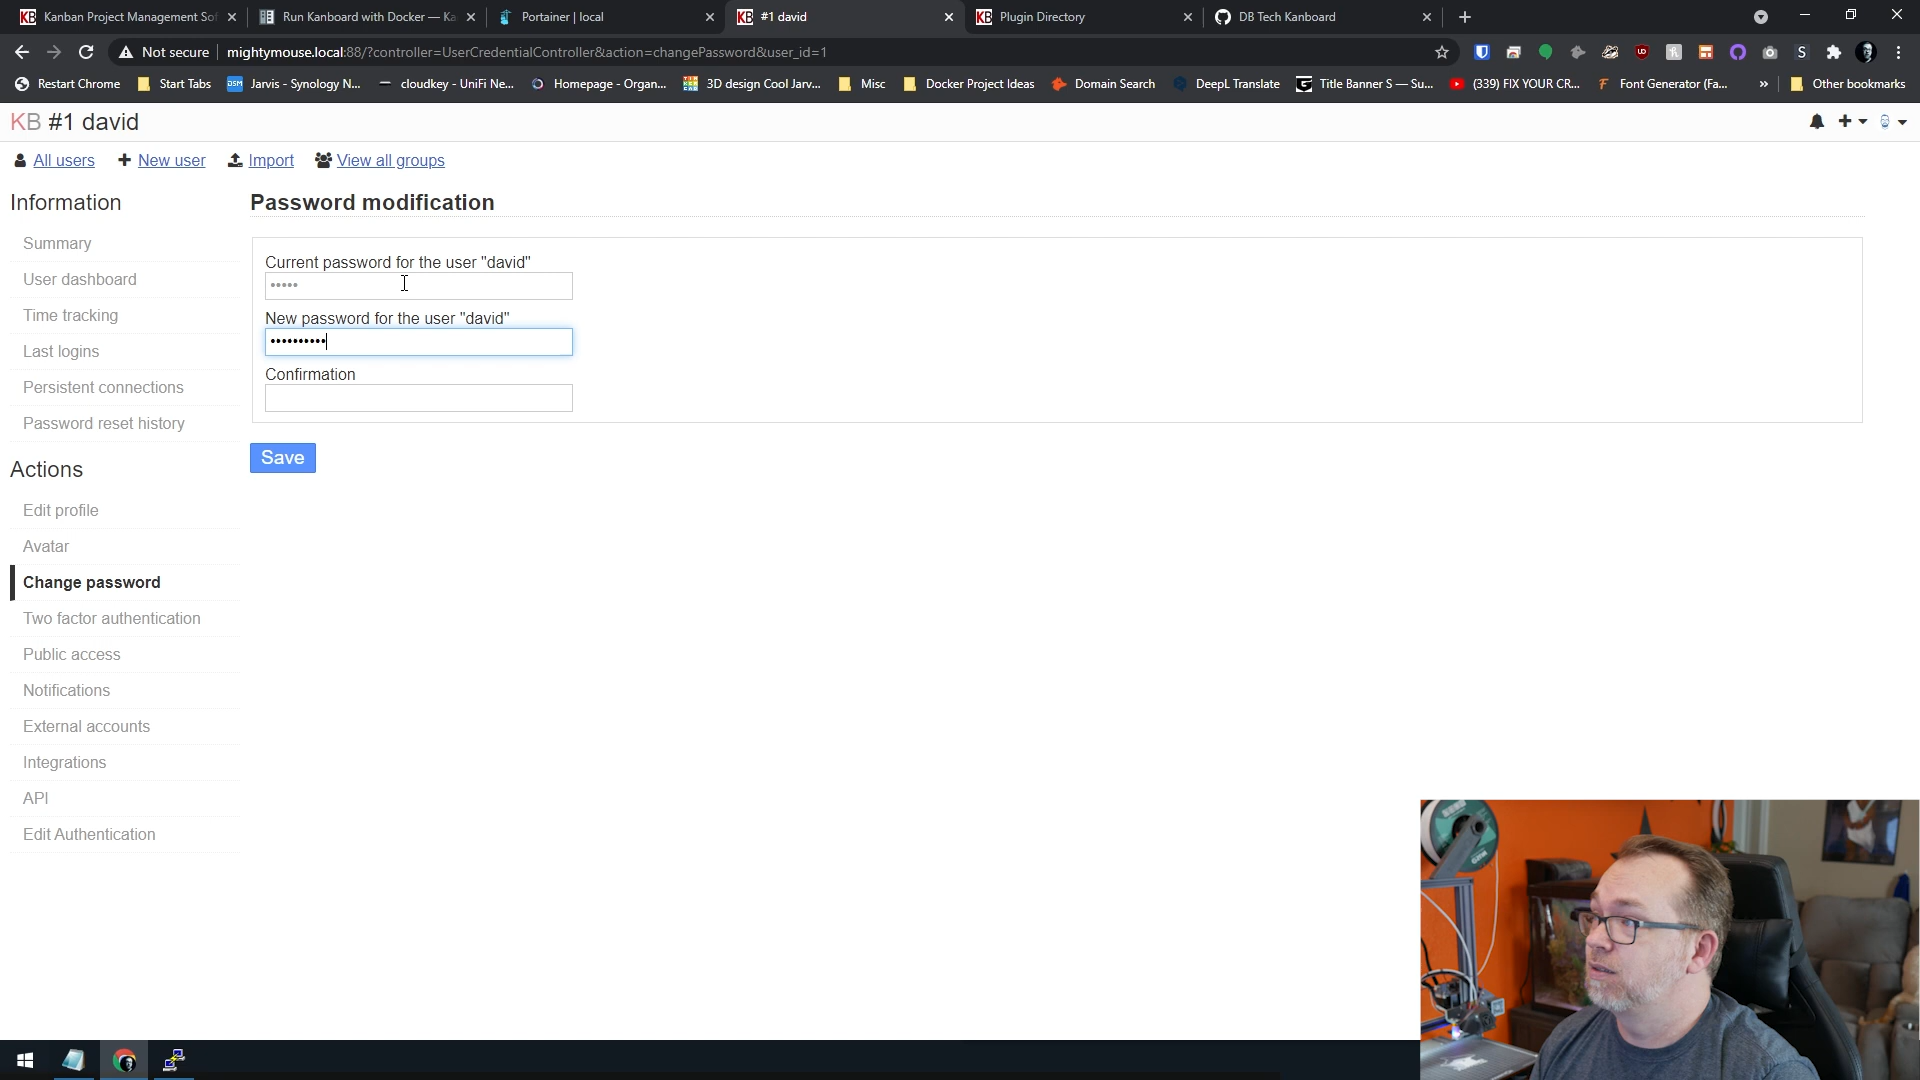 Kanban Project Management Sof
Run Kanboard with Docker — Ka
Portainer | local
KB #1 david
KB Plugin Directory
DB Tech Kanboard
Not secure
mightymouse.local:88/?controller=UserCredentialController&action=changePassword&user_id=1
Restart Chrome
Start Tabs
DSM Jarvis - Synology N...
cloudkey - UniFi Ne...
Homepage - Organ...
3D design Cool Jarv...
Misc
Docker Project Ideas
Domain Search
DeepL Translate
Title Banner S — Su...
(339) FIX YOUR CR...
Font Generator (Fa...
»
Other bookmarks
KB #1 david
All users
New user
Import
View all groups
Information
Summary
User dashboard
Time tracking
Last logins
Persistent connections
Password reset history
Actions
Edit profile
Avatar
Change password
Two factor authentication
Public access
Notifications
External accounts
Integrations
API
Edit Authentication
Password modification
Current password for the user "david"
•••••
New password for the user "david"
••••••••••
Confirmation
Save